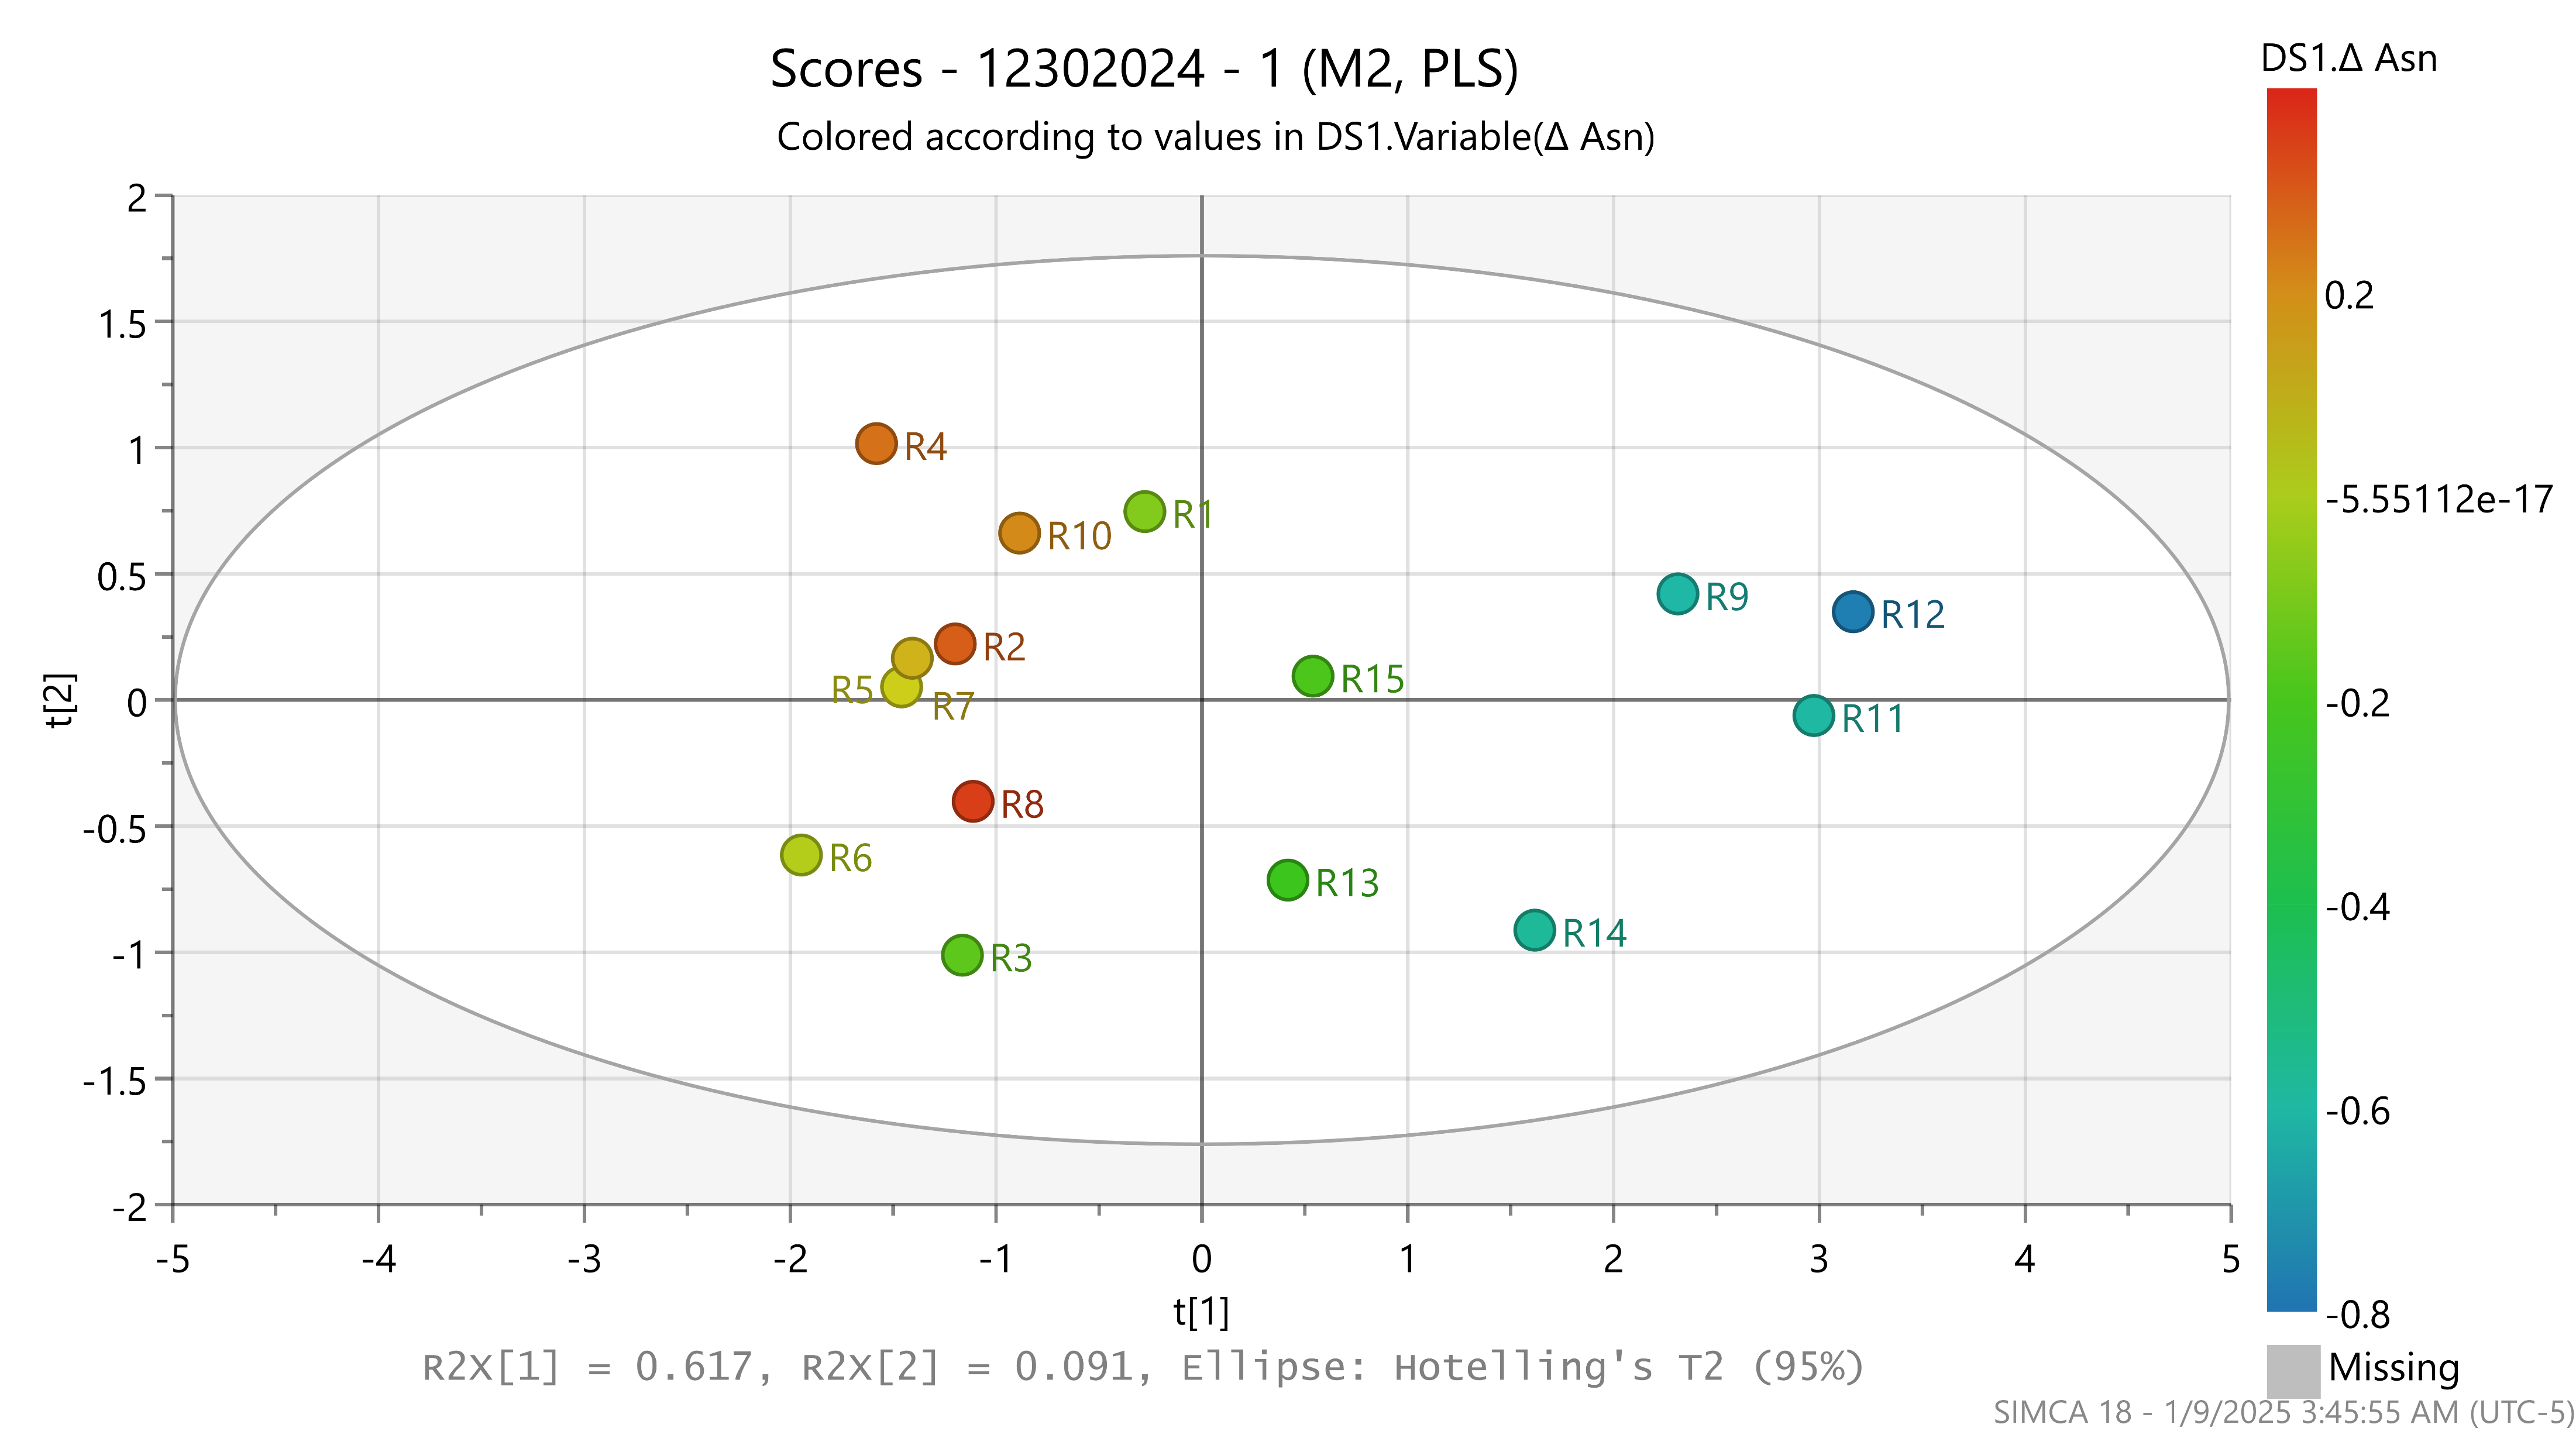 Scores - 12302024 - 1 (M2, PLS)
Colored according to values in DS1.Variable(Δ Asn)
DS1.Δ Asn
0.2
-5.55112e-17
-0.2
-0.4
-0.6
-0.8
Missing
t[2]
2
1.5
1
0.5
0
-0.5
-1
-1.5
-2
R4
R1
R10
R9
R12
R2
R15
R5
R7
R11
R8
R6
R13
R14
R3
-5 -4 -3 -2 -1 0 1 2 3 4 5
t[1]
R2X[1] = 0.617, R2X[2] = 0.091, Ellipse: Hotelling's T2 (95%)
SIMCA 18 - 1/9/2025 3:45:55 AM (UTC-5)